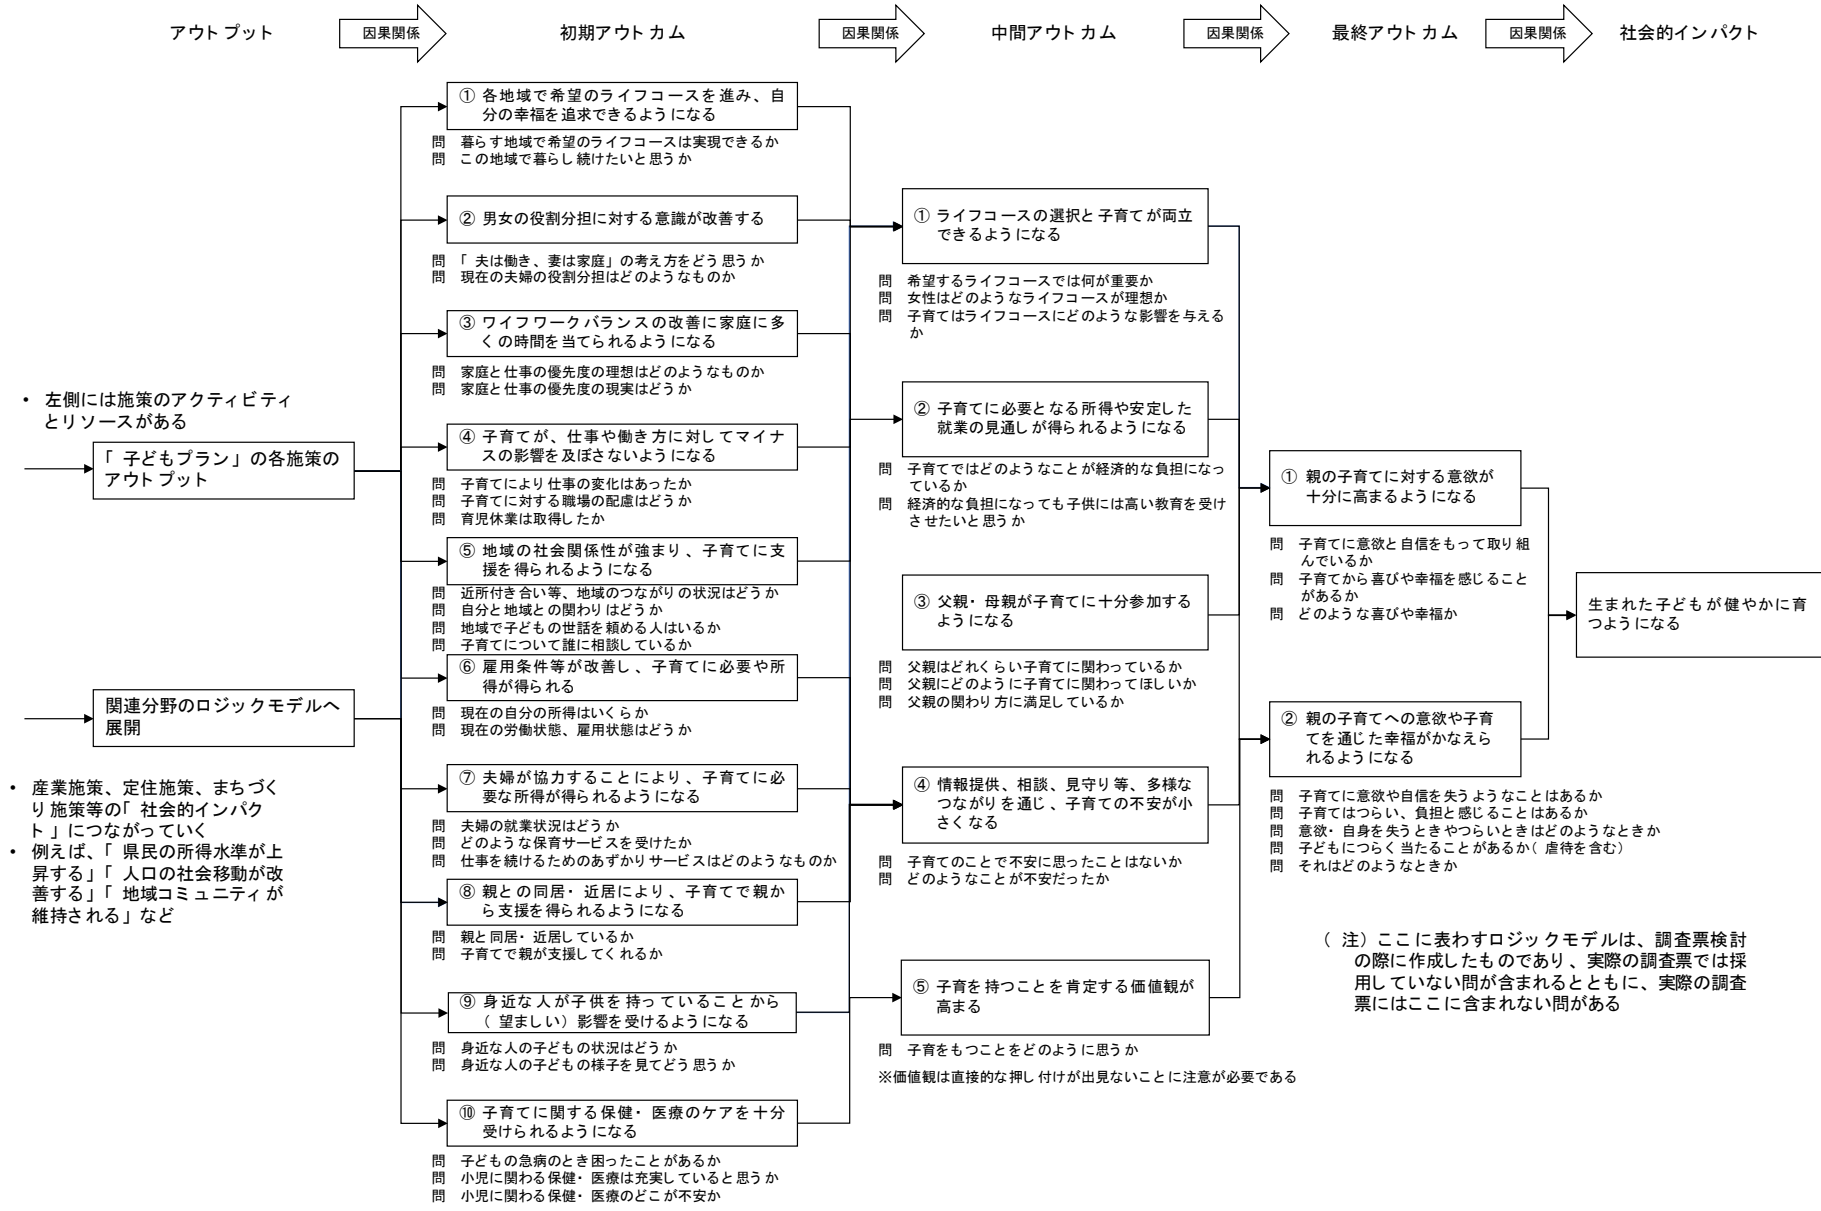 アウトプット
因果関係
初期アウトカム
因果関係
中間アウトカム
因果関係
最終アウトカム
因果関係
社会的インパクト
• 左側には施策のアクティビティ
とリソースがある
「子どもプラン」の各施策の
アウトプット
関連分野のロジックモデルへ
展開
• 産業施策、定住施策、まちづく
り施策等の「社会的インパク
ト」につながっていく
• 例えば、「県民の所得水準が上
昇する」「人口の社会移動が改
善する」「地域コミュニティが
維持される」など
① 各地域で希望のライフコースを進み、自
分の幸福を追求できるようになる
問 暮らす地域で希望のライフコースは実現できるか
問 この地域で暮らし続けたいと思うか
② 男女の役割分担に対する意識が改善する
問 「夫は働き、妻は家庭」の考え方をどう思うか
問 現在の夫婦の役割分担はどのようなものか
③ ワイフワークバランスの改善に家庭に多
くの時間を当てられるようになる
問 家庭と仕事の優先度の理想はどのようなものか
問 家庭と仕事の優先度の現実はどうか
④ 子育てが、仕事や働き方に対してマイナ
スの影響を及ぼさないようになる
問 子育てにより仕事の変化はあったか
問 子育てに対する職場の配慮はどうか
問 育児休業は取得したか
⑤ 地域の社会関係性が強まり、子育てに支
援を得られるようになる
問 近所付き合い等、地域のつながりの状況はどうか
問 自分と地域との関わりはどうか
問 地域で子どもの世話を頼める人はいるか
問 子育てについて誰に相談しているか
⑥ 雇用条件等が改善し、子育てに必要や所
得が得られる
問 現在の自分の所得はいくらか
問 現在の労働状態、雇用状態はどうか
⑦ 夫婦が協力することにより、子育てに必
要な所得が得られるようになる
問 夫婦の就業状況はどうか
問 どのような保育サービスを受けたか
問 仕事を続けるためのあずかりサービスはどのようなものか
⑧ 親との同居・近居により、子育てで親か
ら支援を得られるようになる
問 親と同居・近居しているか
問 子育てで親が支援してくれるか
⑨ 身近な人が子供を持っていることから
(望ましい)影響を受けるようになる
問 身近な人の子どもの状況はどうか
問 身近な人の子どもの様子を見てどう思うか
⑩ 子育てに関する保健・医療のケアを十分
受けられるようになる
問 子どもの急病のとき困ったことがあるか
問 小児に関わる保健・医療は充実していると思うか
問 小児に関わる保健・医療のどこが不安か
① ライフコースの選択と子育てが両立
できるようになる
問 希望するライフコースでは何が重要か
問 女性はどのようなライフコースが理想か
問 子育てはライフコースにどのような影響を与える
か
② 子育てに必要となる所得や安定した
就業の見通しが得られるようになる
問 子育てではどのようなことが経済的な負担になっ
ているか
問 経済的な負担になっても子供には高い教育を受け
させたいと思うか
③ 父親・母親が子育てに十分参加する
ようになる
問 父親はどれくらい子育てに関わっているか
問 父親にどのように子育てに関わってほしいか
問 父親の関わり方に満足しているか
④ 情報提供、相談、見守り等、多様な
つながりを通じ、子育ての不安が小
さくなる
問 子育てのことで不安に思ったことはないか
問 どのようなことが不安だったか
⑤ 子育を持つことを肯定する価値観が
高まる
問 子育をもつことをどのように思うか
※価値観は直接的な押し付けが出見ないことに注意が必要である
① 親の子育てに対する意欲が
十分に高まるようになる
問 子育てに意欲と自信をもって取り組
んでいるか
問 子育てから喜びや幸福を感じること
があるか
問 どのような喜びや幸福か
② 親の子育てへの意欲や子育
てを通じた幸福がかなえら
れるようになる
問 子育てに意欲や自信を失うようなことはあるか
問 子育てはつらい、負担と感じることはあるか
問 意欲・自身を失うときやつらいときはどのようなときか
問 子どもにつらく当たることがあるか(虐待を含む)
問 それはどのようなときか
生まれた子どもが健やかに育
つようになる
(注)ここに表わすロジックモデルは、調査票検討
の際に作成したものであり、実際の調査票では採
用していない問が含まれるとともに、実際の調査
票にはここに含まれない問がある